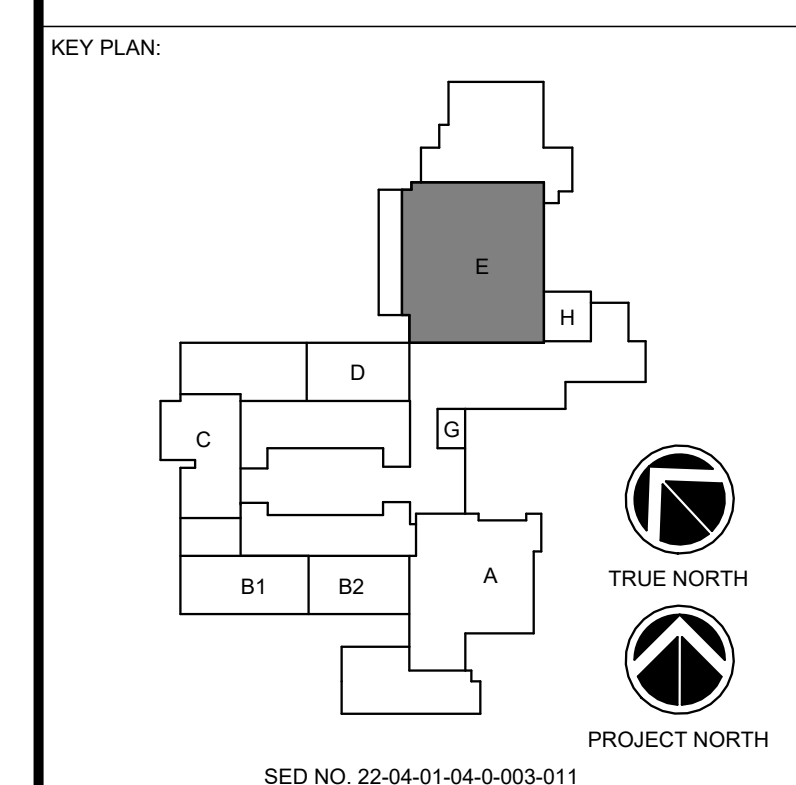 KEY PLAN:
E
H
D
G
C
A
B1
B2
TRUE NORTH
PROJECT NORTH
SED NO. 22-04-01-04-0-003-011